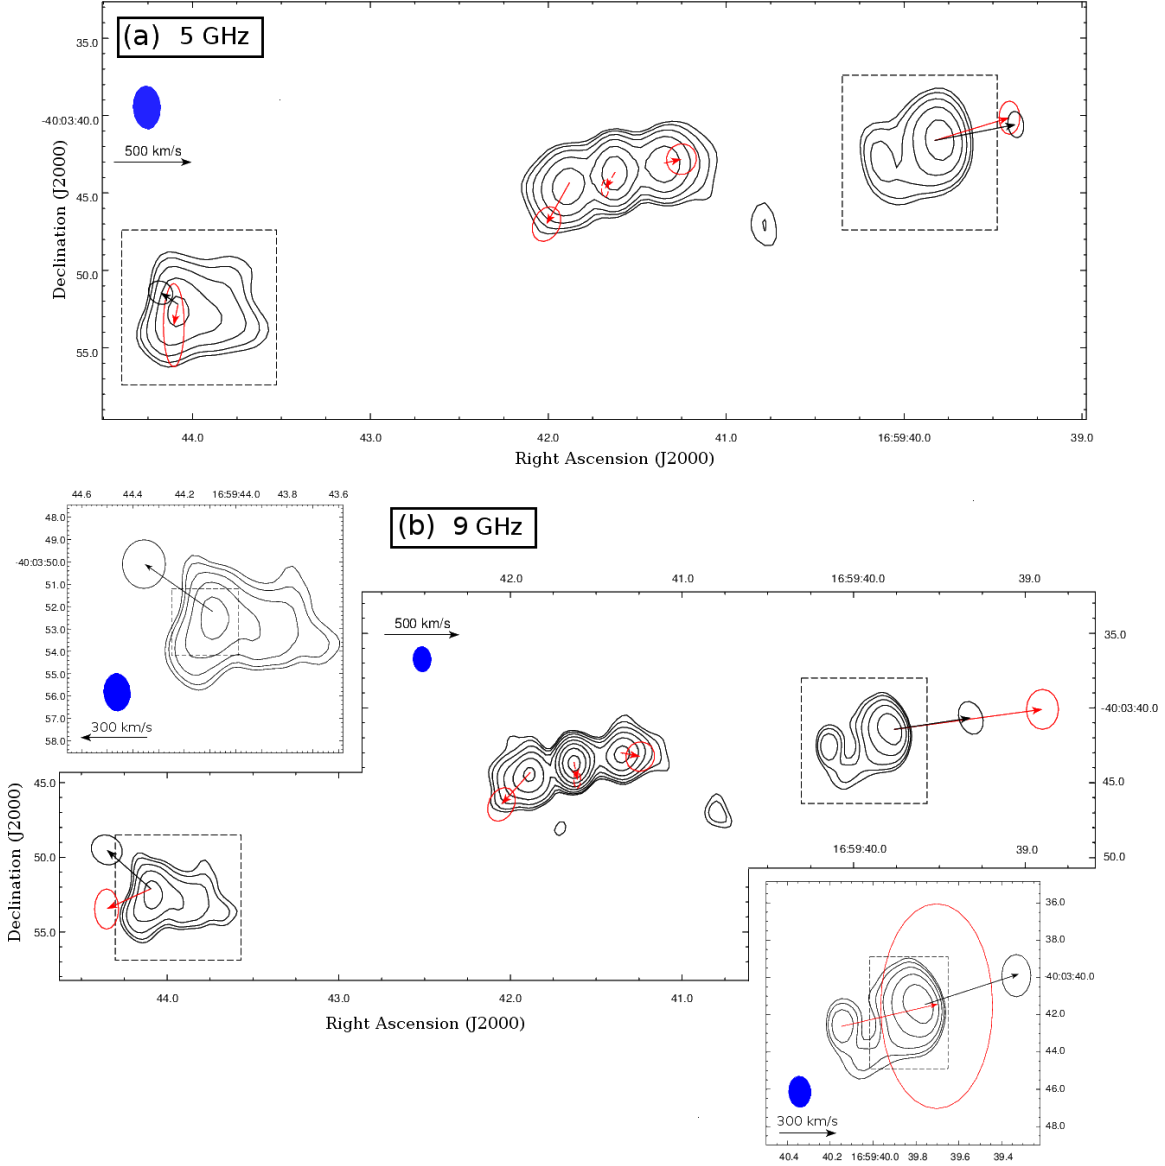 (a) 5 GHz
35.0
-40:03:40.0
500 km/s
45.0
50.0
55.0
Declination (J2000)
44.0 43.0 42.0 41.0 16:59:40.0 39.0
Right Ascension (J2000)
44.6 44.4 44.2 16:59:44.0 43.8 43.6
(b) 9 GHz
48.0
49.0
-40:03:50.0
51.0
52.0
53.0
54.0
55.0
56.0
57.0
58.0
300 km/s
42.0 41.0 16:59:40.0 39.0
500 km/s
35.0
-40:03:40.0
45.0
50.0
45.0
50.0
55.0
Declination (J2000)
16:59:40.0 39.0
44.0 43.0 42.0 41.0
Right Ascension (J2000)
36.0
38.0
-40:03:40.0
42.0
44.0
46.0
48.0
300 km/s
40.4 40.2 16:59:40.0 39.8 39.6 39.4